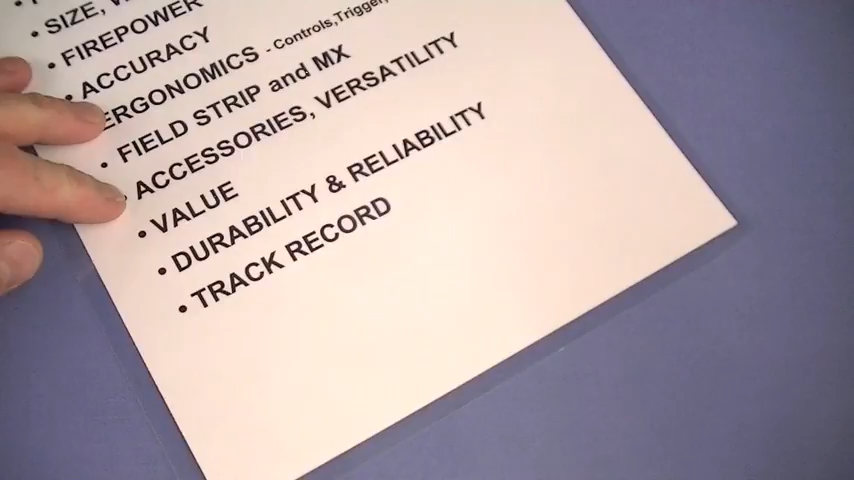 • SIZE,
• FIREPOWER
• ACCURACY
ERGONOMICS - Controls,Trigger,
• FIELD STRIP and MX
• ACCESSORIES, VERSATILITY
• VALUE
• DURABILITY & RELIABILITY
• TRACK RECORD